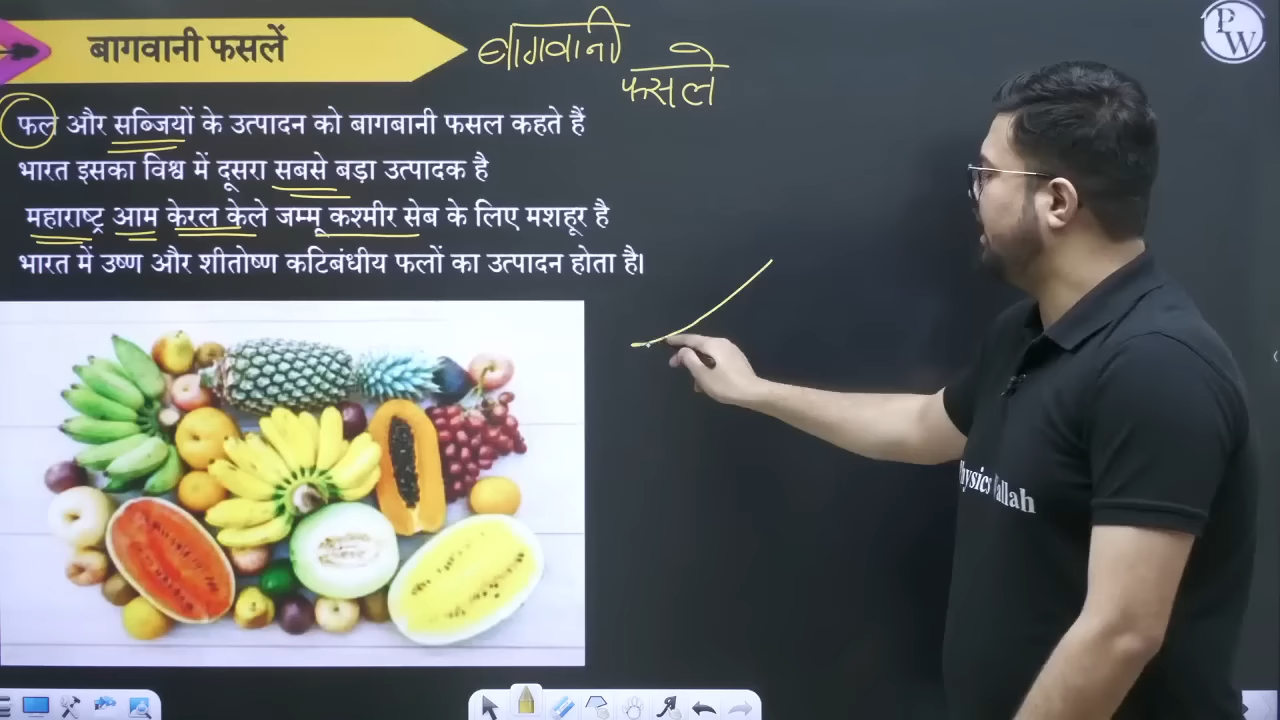 बागवानी फसलें
बागवानी
फसले
फल और सब्जियों के उत्पादन को बागबानी फसल कहते हैं
भारत इसका विश्व में दूसरा सबसे बड़ा उत्पादक है
महाराष्ट्र आम केरल केले जम्मू कश्मीर सेब के लिए मशहूर है
भारत में उष्ण और शीतोष्ण कटिबंधीय फलों का उत्पादन होता है।
PW
hysics Wallah